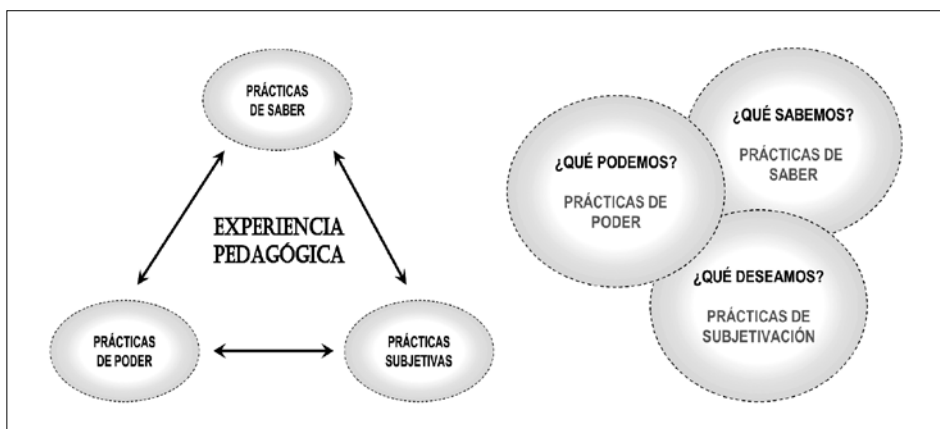 PRÁCTICAS
DE SABER
EXPERIENCIA
PEDAGÓGICA
PRÁCTICAS
DE PODER
PRÁCTICAS
SUBJETIVAS
¿QUÉ SABEMOS?
PRÁCTICAS DE
SABER
¿QUÉ PODEMOS?
PRÁCTICAS DE
PODER
¿QUÉ DESEAMOS?
PRÁCTICAS DE
SUBJETIVACIÓN